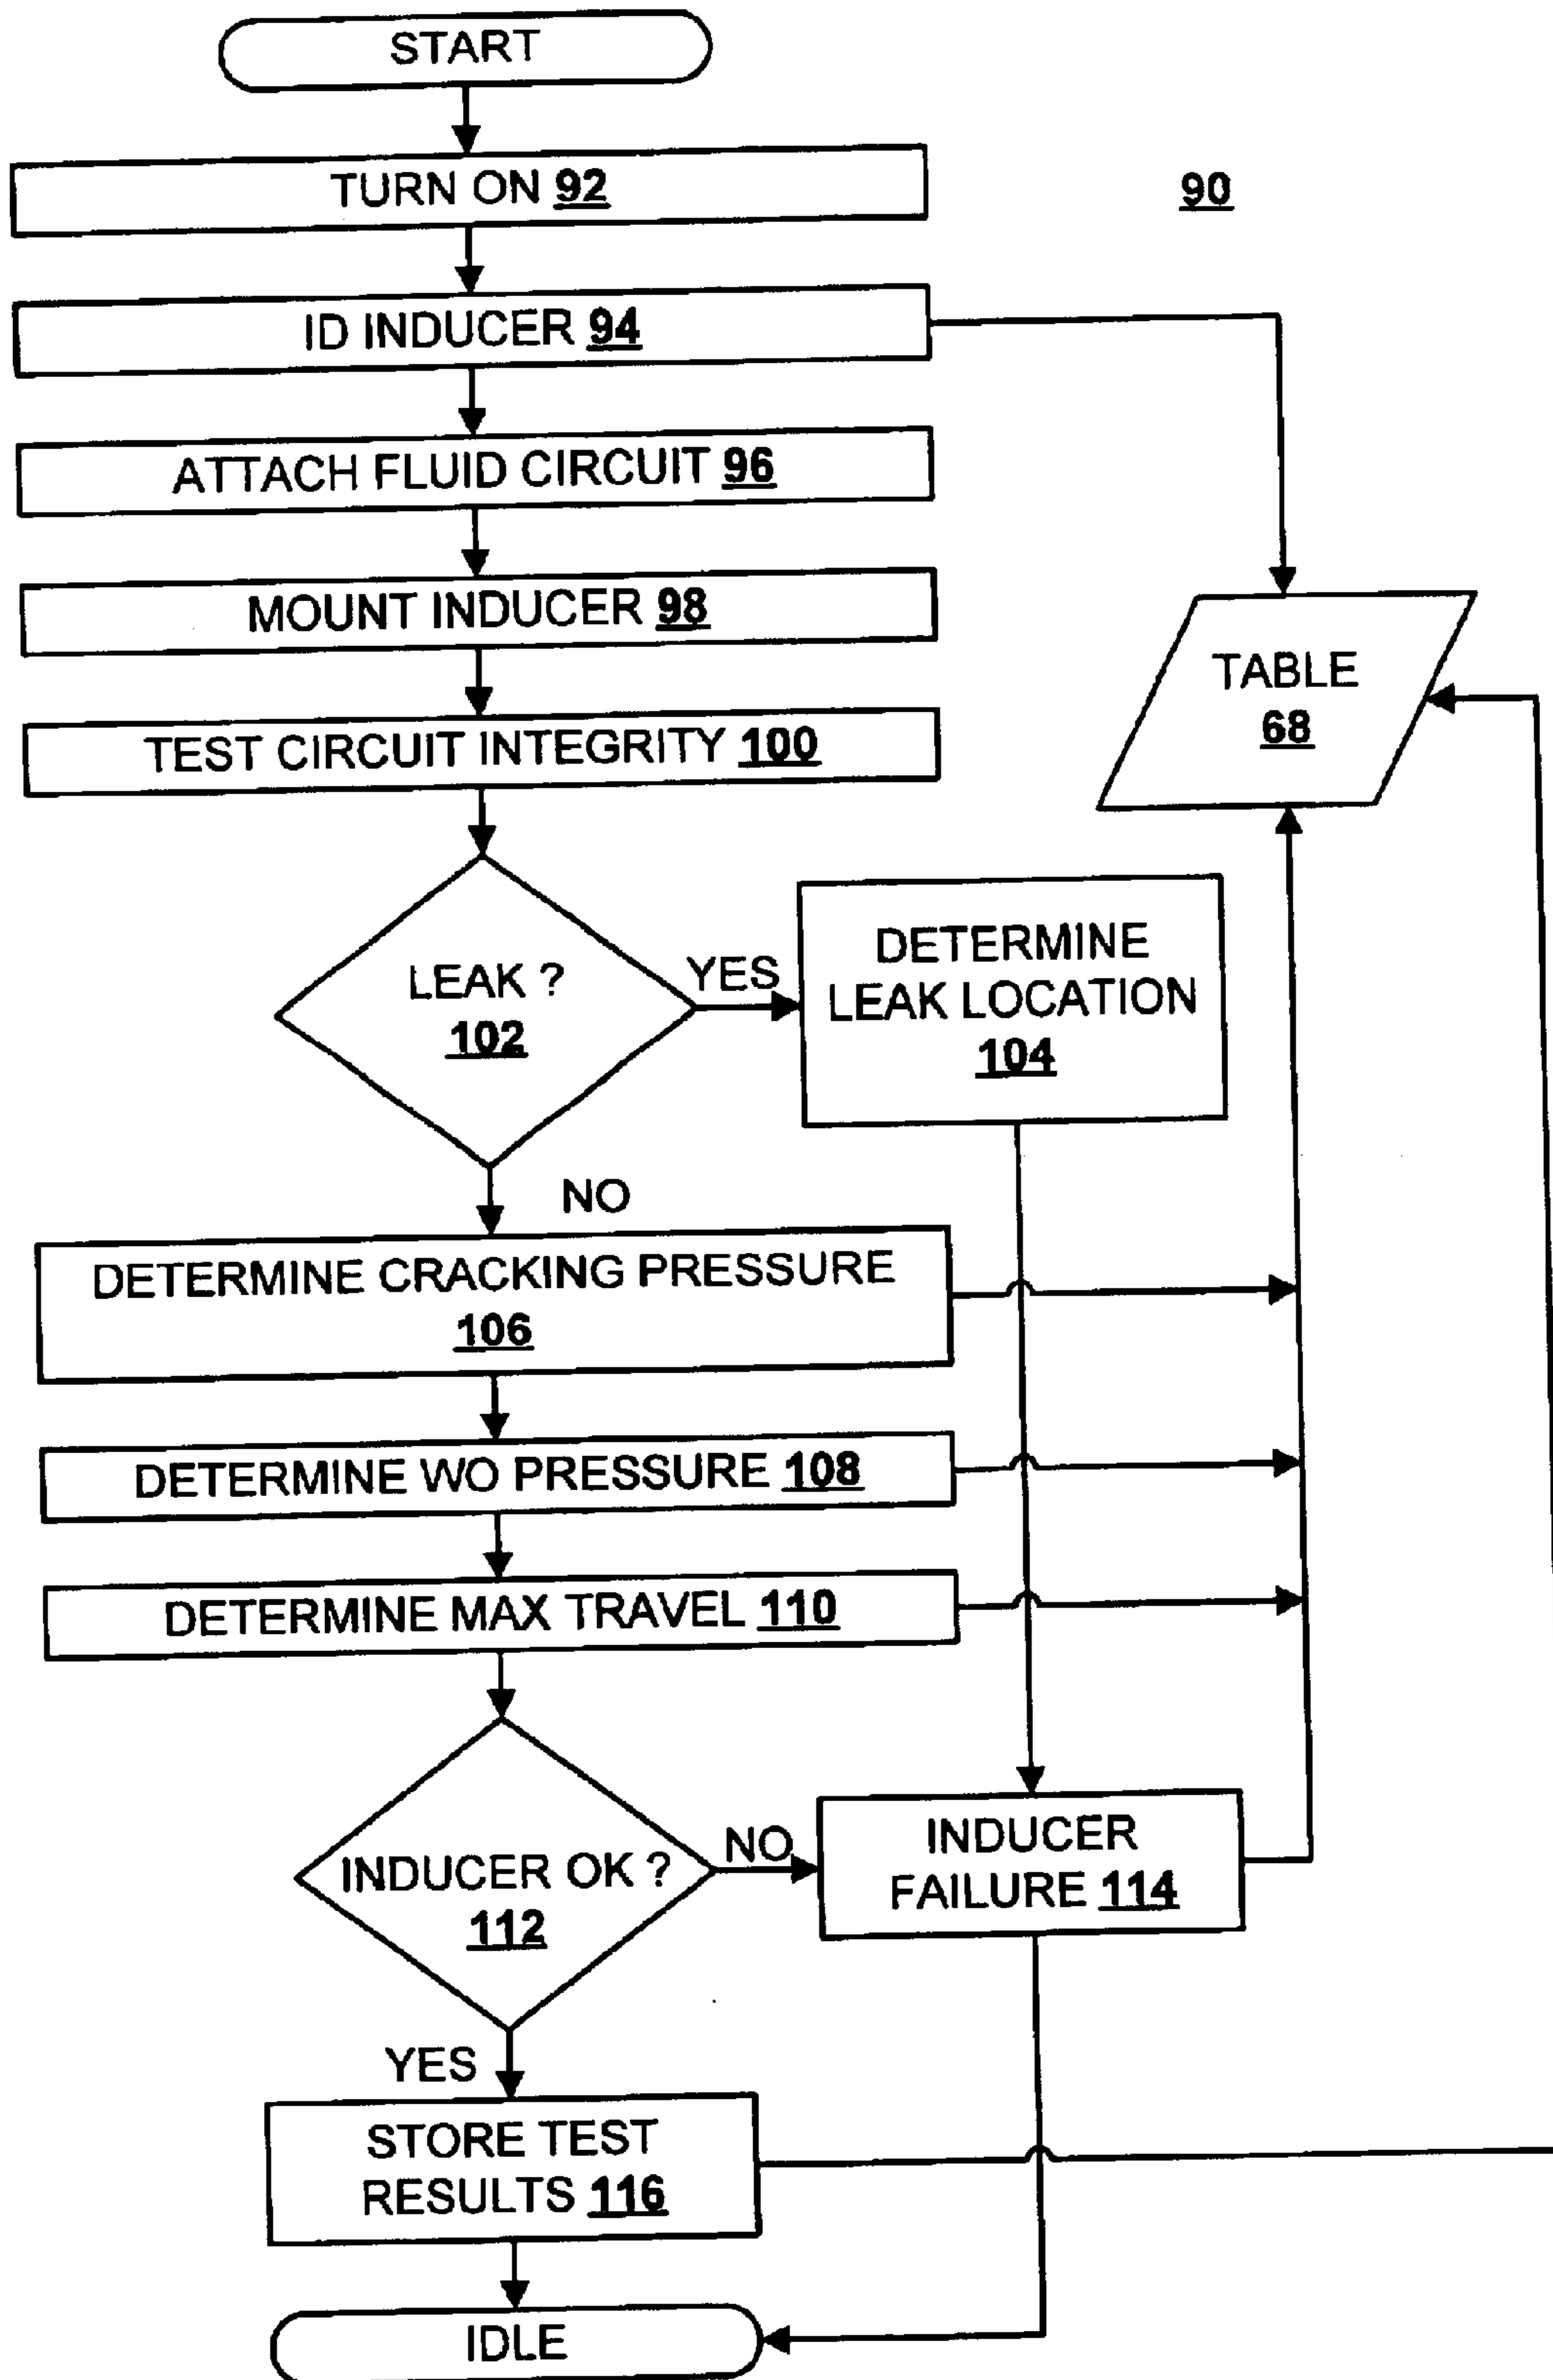 START
TURN ON 92
90
ID INDUCER 94
ATTACH FLUID CIRCUIT 96
MOUNT INDUCER 98
TABLE
68
TEST CIRCUIT INTEGRITY 100
LEAK ?
102
YES
DETERMINE
LEAK LOCATION
104
NO
DETERMINE CRACKING PRESSURE
106
DETERMINE WO PRESSURE 108
DETERMINE MAX TRAVEL 110
INDUCER OK ?
112
NO
INDUCER
FAILURE 114
YES
STORE TEST
RESULTS 116
IDLE